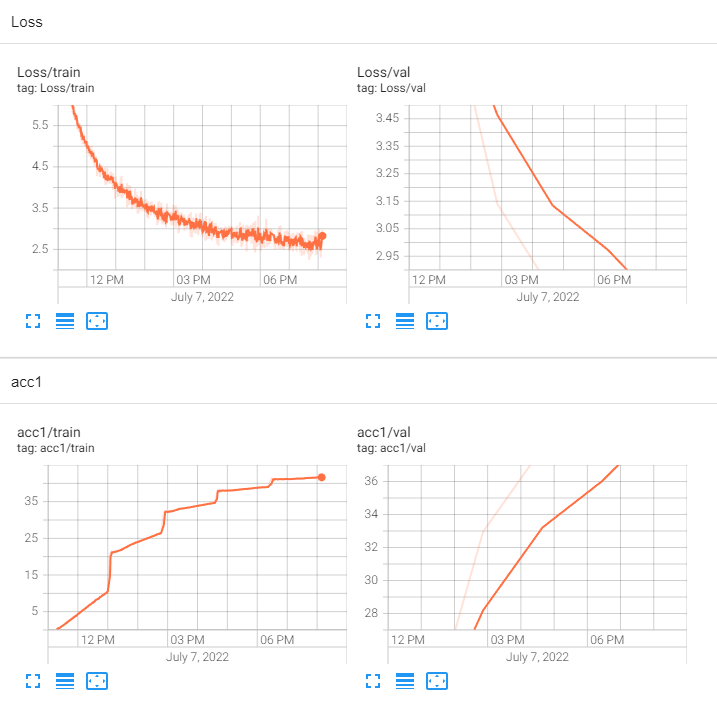 Loss
Loss/train
tag: Loss/train
5.5
4.5
3.5
2.5
12 PM
03 PM
06 PM
July 7, 2022
Loss/val
tag: Loss/val
3.45
3.35
3.25
3.15
3.05
2.95
12 PM
03 PM
06 PM
July 7, 2022
acc1
acc1/train
tag: acc1/train
35
25
15
5
12 PM
03 PM
06 PM
July 7, 2022
acc1/val
tag: acc1/val
36
34
32
30
28
12 PM
03 PM
06 PM
July 7, 2022